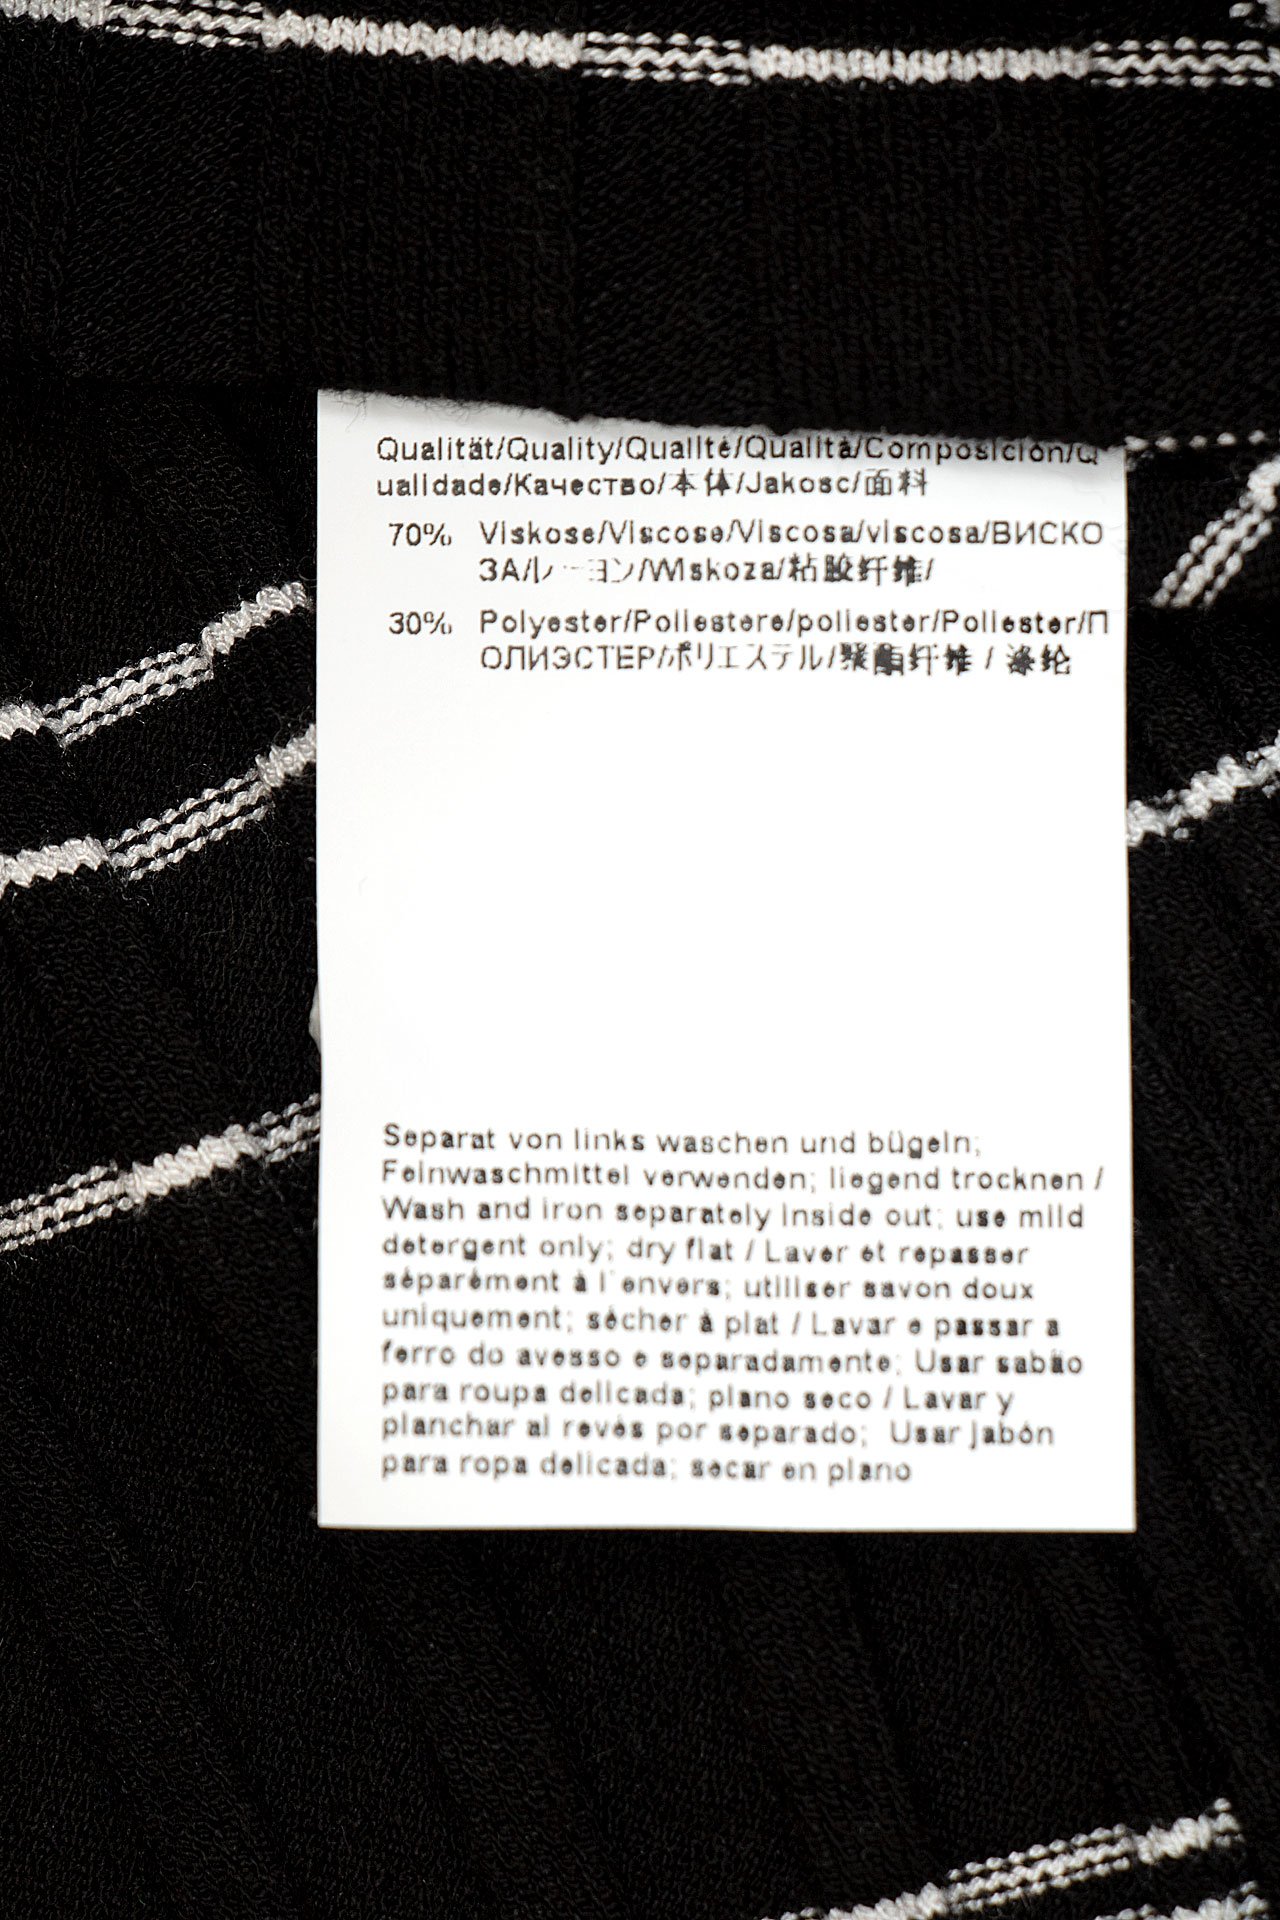 Qualität/Quality/Qualité/Qualità/Composición/Q
ualidade/Качество/本体/Jakosc/面料
70% Viskose/Viscose/Viscosa/viscosa/ВИСКО
ЗА/レーヨン/Wiskoza/粘胶纤维/
30% Polyester/Poliestere/poliester/Poliester/П
ОЛИЭСТЕР/ポリエステル/聚酯纤维 / 涤纶
Separat von links waschen und bügeln;
Feinwaschmittel verwenden; liegend trocknen /
Wash and iron separately inside out; use mild
detergent only; dry flat / Laver et repasser
séparément à l'envers; utiliser savon doux
uniquement; sécher à plat / Lavar e passar a
ferro do avesso e separadamente; Usar sabão
para roupa delicada; plano seco / Lavar y
planchar al revés por separado; Usar jabón
para ropa delicada; secar en plano